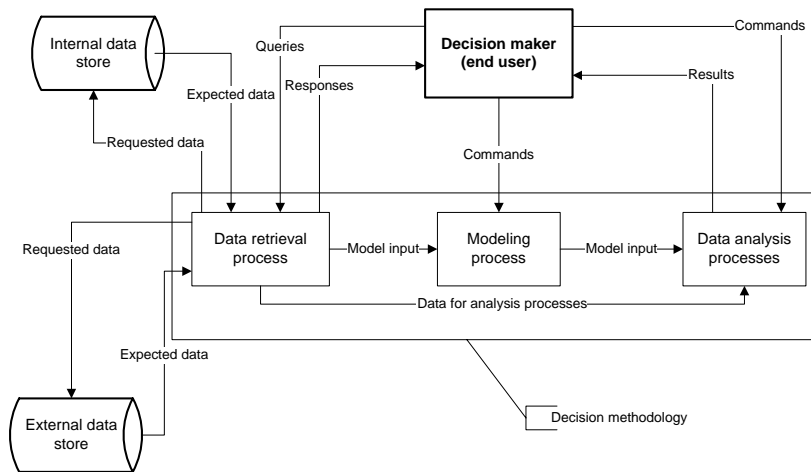 Internal data
store
Queries
Decision maker
(end user)
Commands
Expected data
Responses
Results
Requested data
Commands
Requested data
Data retrieval
process
Model input
Modeling
process
Model input
Data analysis
processes
Data for analysis processes
Expected data
External data
store
Decision methodology